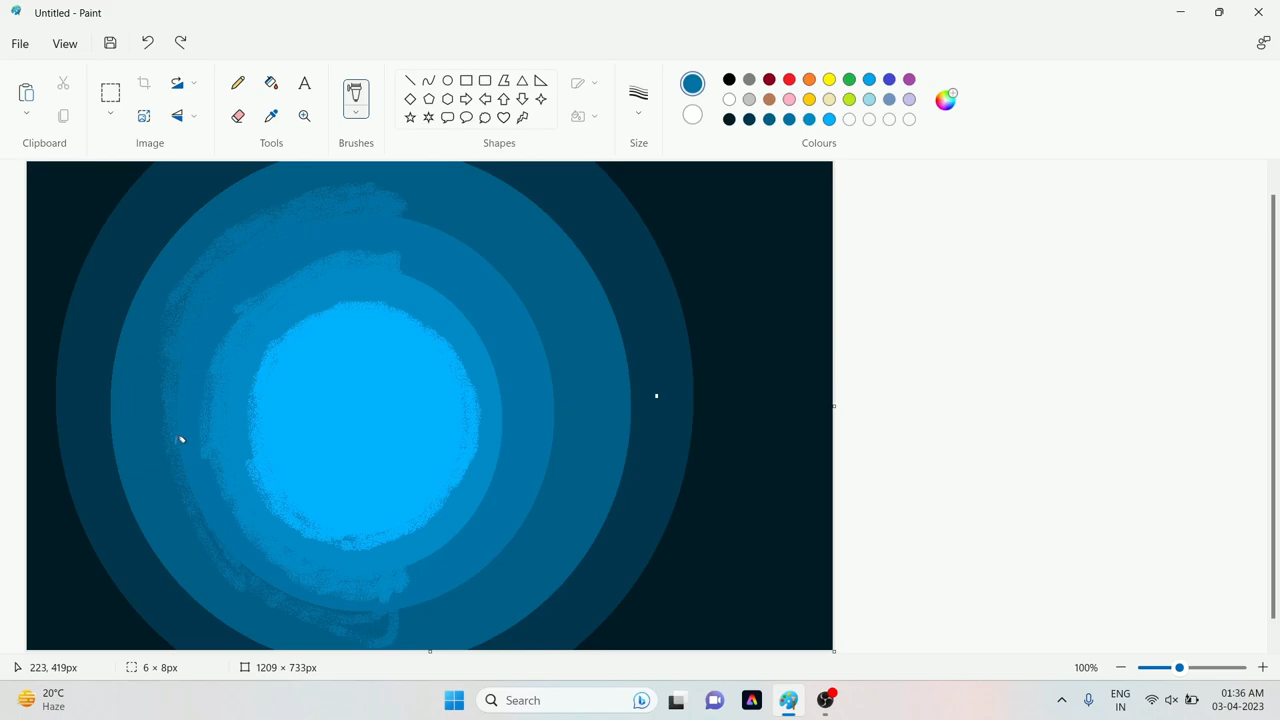 Untitled - Paint
File View
Clipboard Image Tools Brushes Shapes Size Colours
223, 419px 6 × 8px 1209 × 733px 100%
20°C
Haze
Search
ENG
IN
01:36 AM
03-04-2023